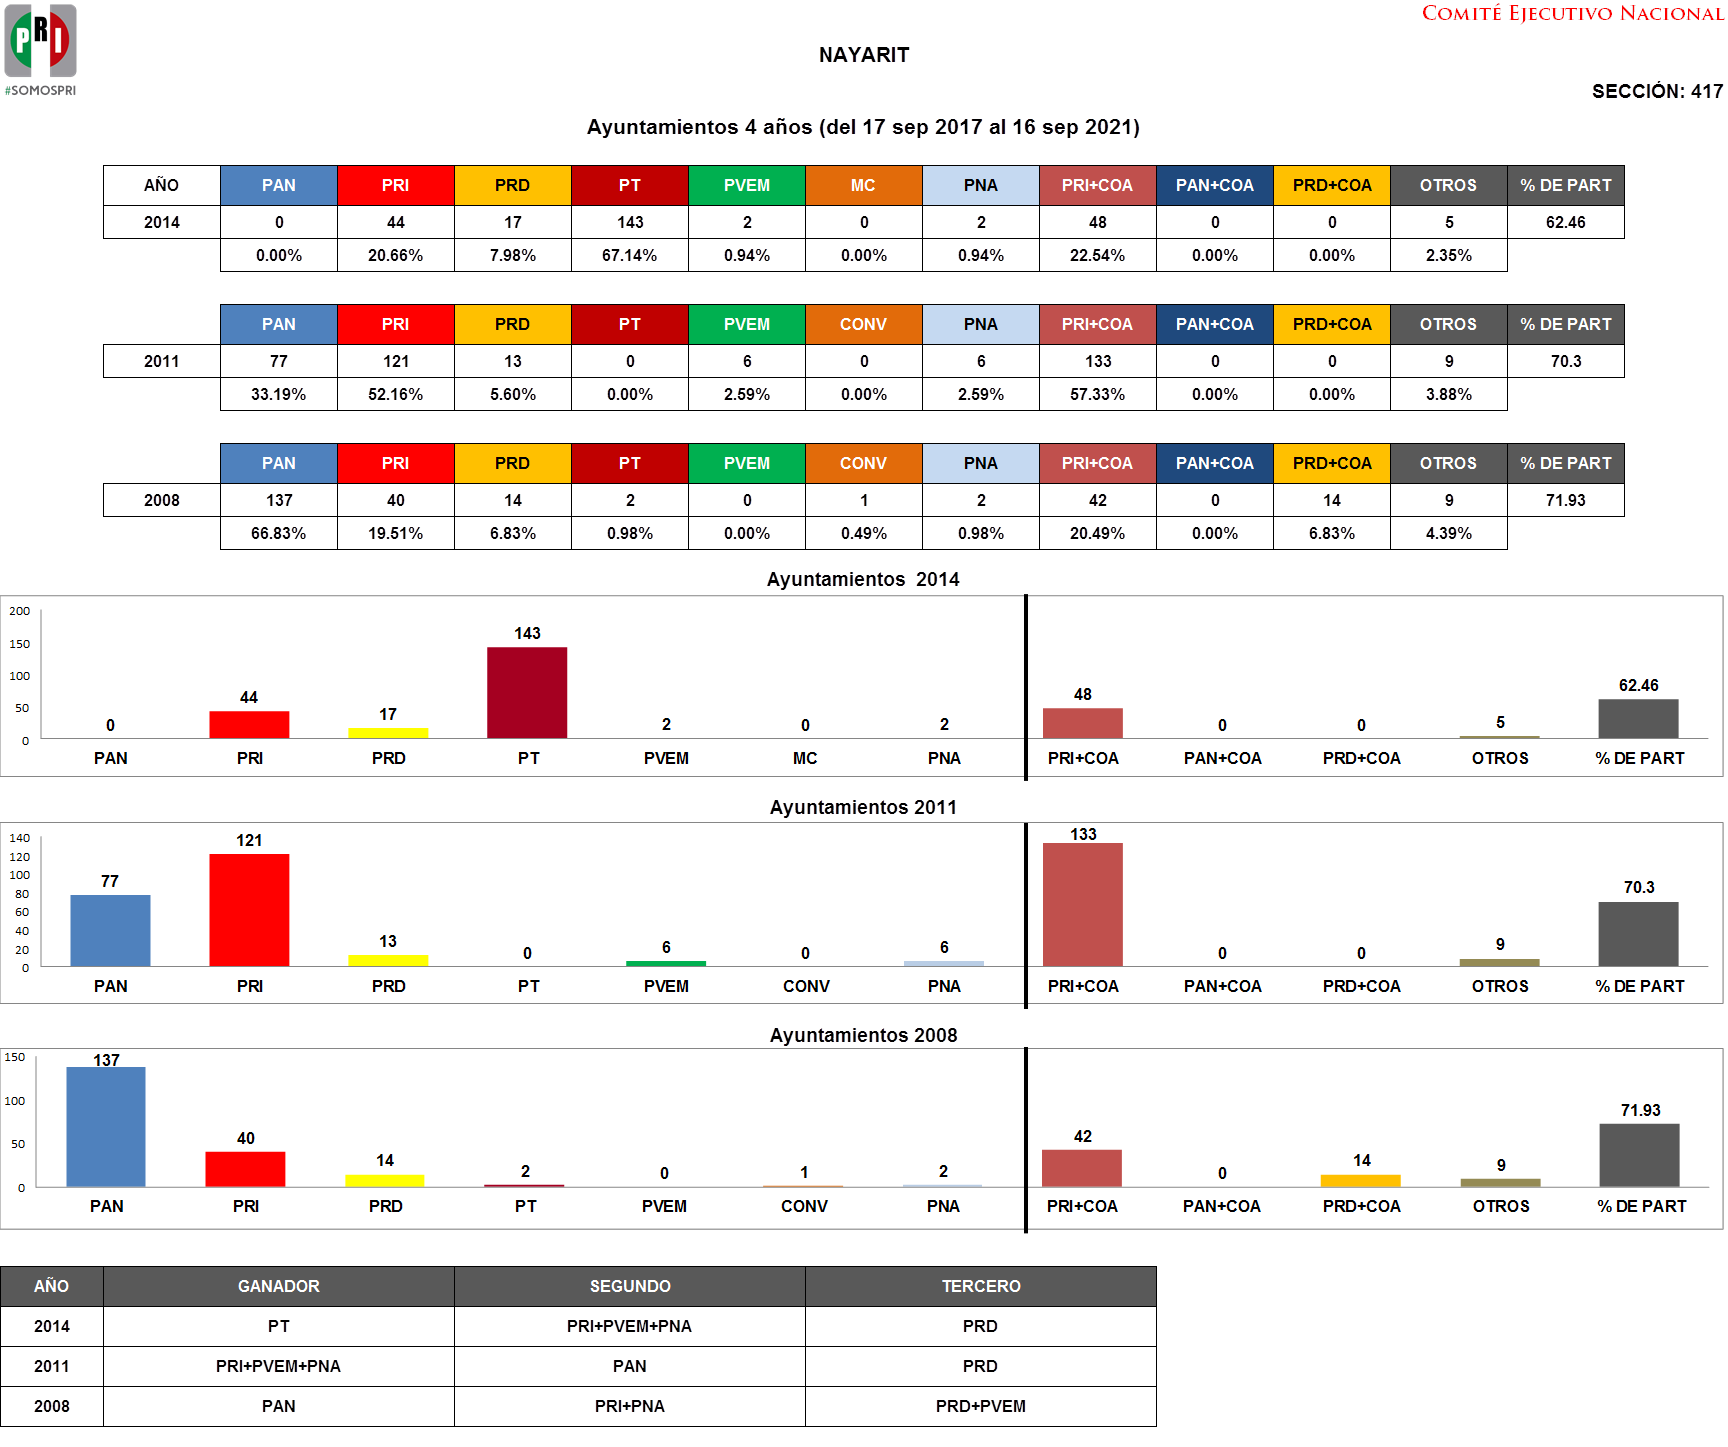 PRI
#SOMOSPRI
COMITÉ EJECUTIVO NACIONAL
NAYARIT
SECCIÓN: 417
Ayuntamientos 4 años (del 17 sep 2017 al 16 sep 2021)
AÑO PAN PRI PRD PT PVEM MC PNA PRI+COA PAN+COA PRD+COA OTROS % DE PART
2014 0 44 17 143 2 0 2 48 0 0 5 62.46
0.00% 20.66% 7.98% 67.14% 0.94% 0.00% 0.94% 22.54% 0.00% 0.00% 2.35%
PAN PRI PRD PT PVEM CONV PNA PRI+COA PAN+COA PRD+COA OTROS % DE PART
2011 77 121 13 0 6 0 6 133 0 0 9 70.3
33.19% 52.16% 5.60% 0.00% 2.59% 0.00% 2.59% 57.33% 0.00% 0.00% 3.88%
PAN PRI PRD PT PVEM CONV PNA PRI+COA PAN+COA PRD+COA OTROS % DE PART
2008 137 40 14 2 0 1 2 42 0 14 9 71.93
66.83% 19.51% 6.83% 0.98% 0.00% 0.49% 0.98% 20.49% 0.00% 6.83% 4.39%
Ayuntamientos 2014
200
150
100
50
0
0 44 17 143 2 0 2 48 0 0 5 62.46
PAN PRI PRD PT PVEM MC PNA PRI+COA PAN+COA PRD+COA OTROS % DE PART
Ayuntamientos 2011
140
120
100
80
60
40
20
0
77 121 13 0 6 0 6 133 0 0 9 70.3
PAN PRI PRD PT PVEM CONV PNA PRI+COA PAN+COA PRD+COA OTROS % DE PART
Ayuntamientos 2008
150
100
50
0
137 40 14 2 0 1 2 42 0 14 9 71.93
PAN PRI PRD PT PVEM CONV PNA PRI+COA PAN+COA PRD+COA OTROS % DE PART
AÑO GANADOR SEGUNDO TERCERO
2014 PT PRI+PVEM+PNA PRD
2011 PRI+PVEM+PNA PAN PRD
2008 PAN PRI+PNA PRD+PVEM